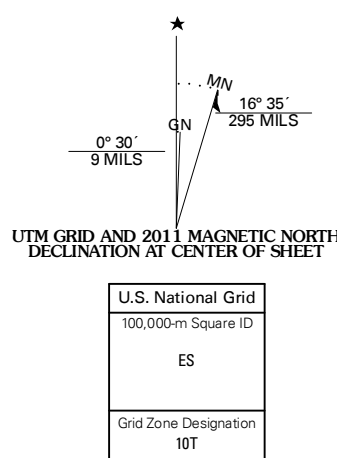 MN
16° 35´
295 MILS
GN
0° 30´
9 MILS
UTM GRID AND 2011 MAGNETIC NORTH
DECLINATION AT CENTER OF SHEET
U.S. National Grid
100,000-m Square ID
ES
Grid Zone Designation
10T